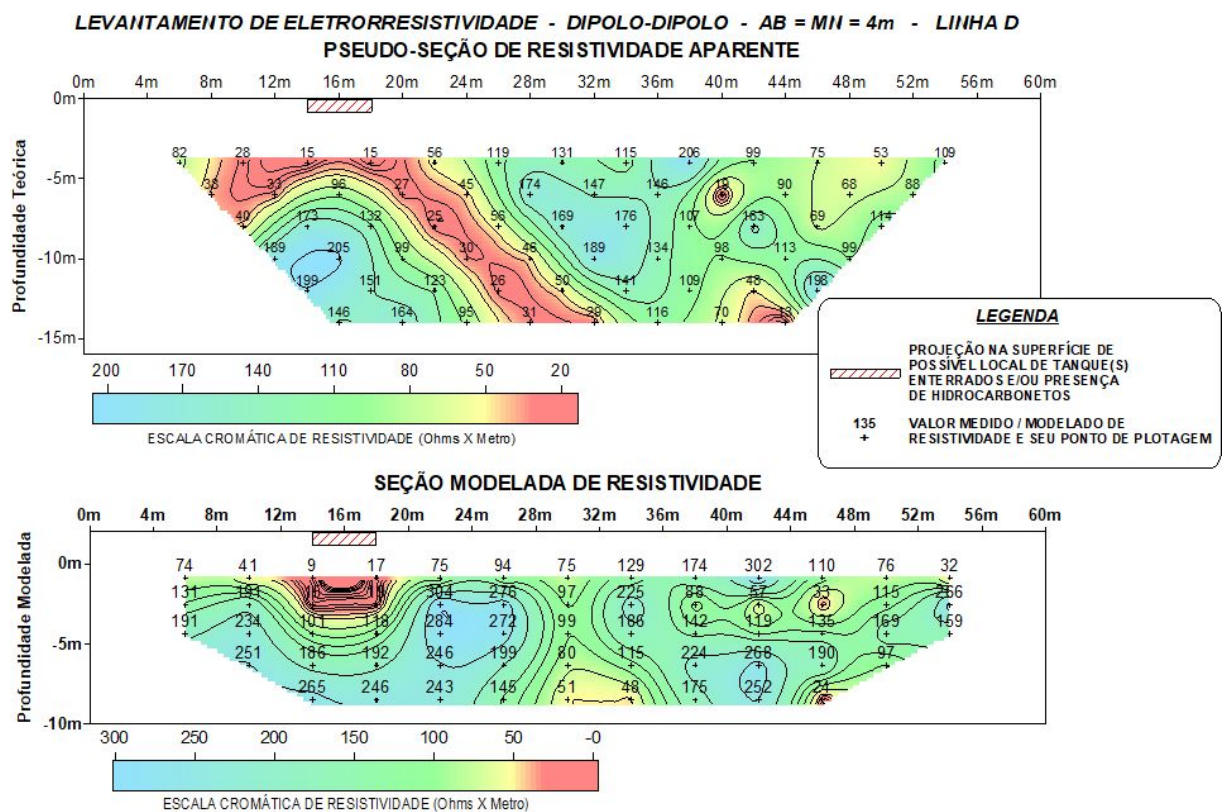 LEVANTAMENTO DE ELETRORRESISTIVIDADE - DIPOLO-DIPOLO - AB = MN = 4m - LINHA D
PSEUDO-SEÇÃO DE RESISTIVIDADE APARENTE
0m 4m 8m 12m 16m 20m 24m 28m 32m 36m 40m 44m 48m 52m 56m 60m
Profundidade Teórica
0m
-5m
-10m
-15m
82 28 15 15 56 119 131 115 206 99 75 53 109
38 33 96 27 45 174 147 146 18 90 68 88
40 173 132 25 56 169 176 107 163 69 114
189 205 99 30 46 189 134 98 113 99
199 151 123 26 50 141 109 48 198
146 164 95 31 29 116 70 13
200 170 140 110 80 50 20
ESCALA CROMÁTICA DE RESISTIVIDADE (Ohms X Metro)
LEGENDA
PROJEÇÃO NA SUPERFÍCIE DE
POSSÍVEL LOCAL DE TANQUE(S)
ENTERRADOS E/OU PRESENÇA
DE HIDROCARBONETOS
135 VALOR MEDIDO / MODELADO DE
+ RESISTIVIDADE E SEU PONTO DE PLOTAGEM
SEÇÃO MODELADA DE RESISTIVIDADE
0m 4m 8m 12m 16m 20m 24m 28m 32m 36m 40m 44m 48m 52m 56m 60m
Profundidade Modelada
0m
-5m
-10m
74 41 9 17 75 94 75 129 174 302 110 76 32
131 304 276 97 225 88 57 33 115 266
191 234 101 118 284 272 99 186 142 119 135 169 159
251 186 192 246 199 80 115 224 268 190 97
265 246 243 145 51 48 175 252 24
300 250 200 150 100 50 -0
ESCALA CROMÁTICA DE RESISTIVIDADE (Ohms X Metro)